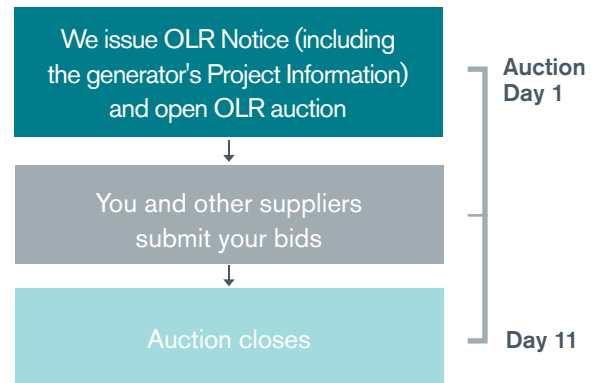 We issue OLR Notice (including
the generator's Project Information)
and open OLR auction
Auction
Day 1
You and other suppliers
submit your bids
Auction closes
Day 11